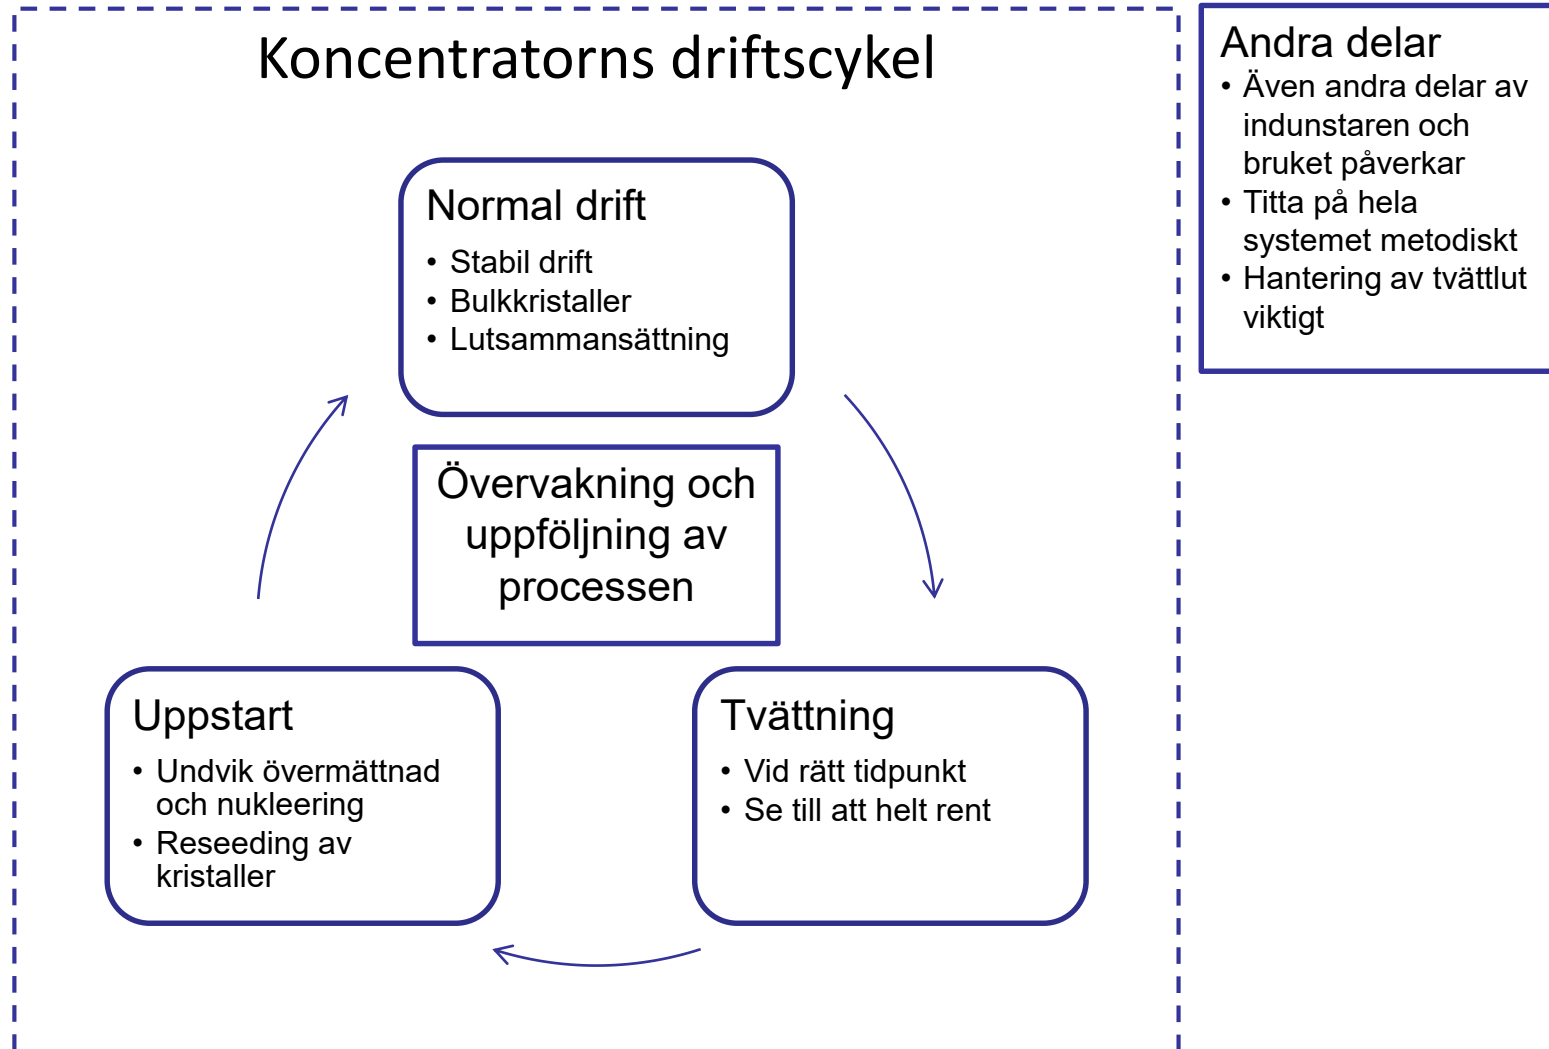 Koncentratorns driftscykel
Normal drift
• Stabil drift
• Bulkkristaller
• Lutsammansättning
Övervakning och
uppföljning av
processen
Uppstart
• Undvik övermättnad
och nukleering
• Reseeding av
kristaller
Tvättning
• Vid rätt tidpunkt
• Se till att helt rent
Andra delar
• Även andra delar av
indunstaren och
bruket påverkar
• Titta på hela
systemet metodiskt
• Hantering av tvättlut
viktigt